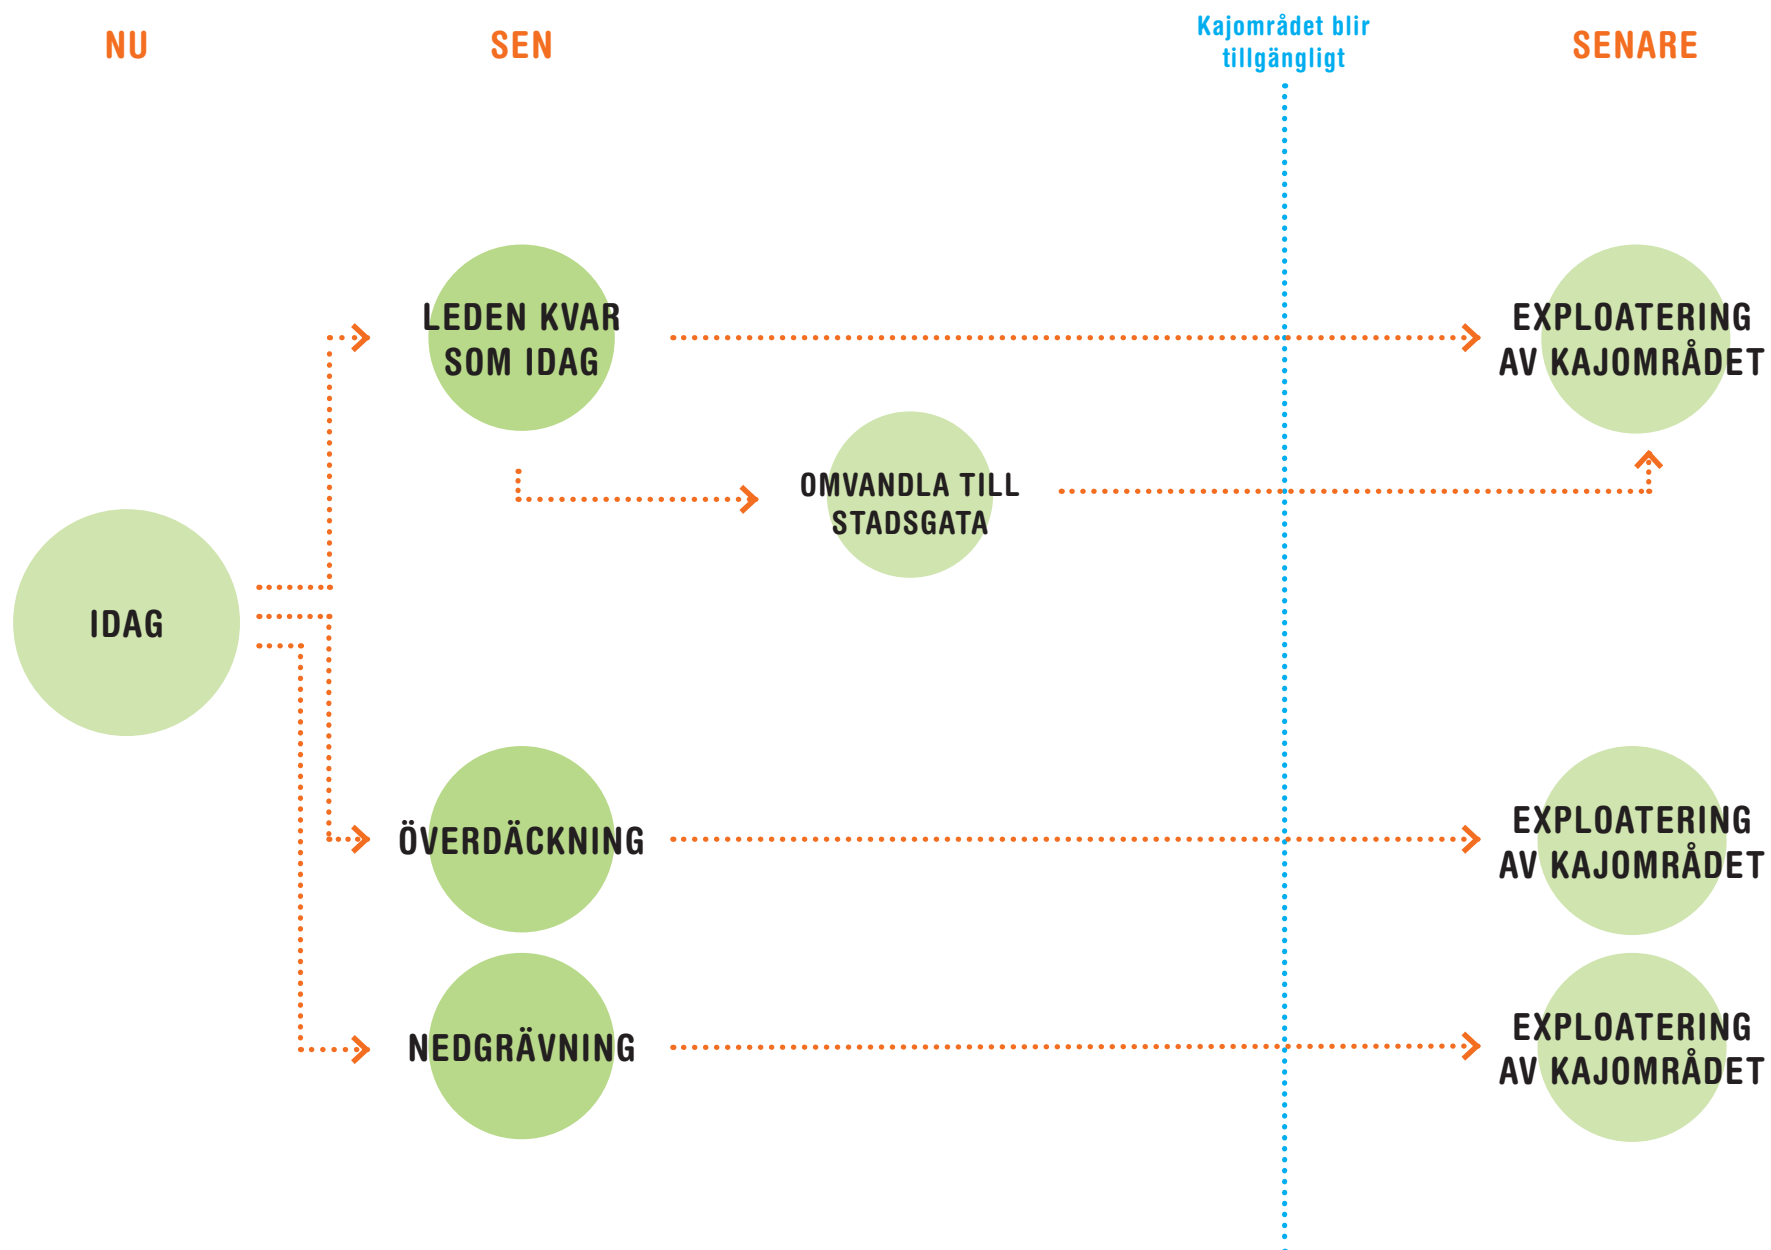 NU
SEN
Kajområdet blir
tillgängligt
SENARE
LEDEN KVAR
SOM IDAG
EXPLOATERING
AV KAJOMRÅDET
OMVANDLA TILL
STADSGATA
IDAG
ÖVERDÄCKNING
EXPLOATERING
AV KAJOMRÅDET
NEDGRÄVNING
EXPLOATERING
AV KAJOMRÅDET